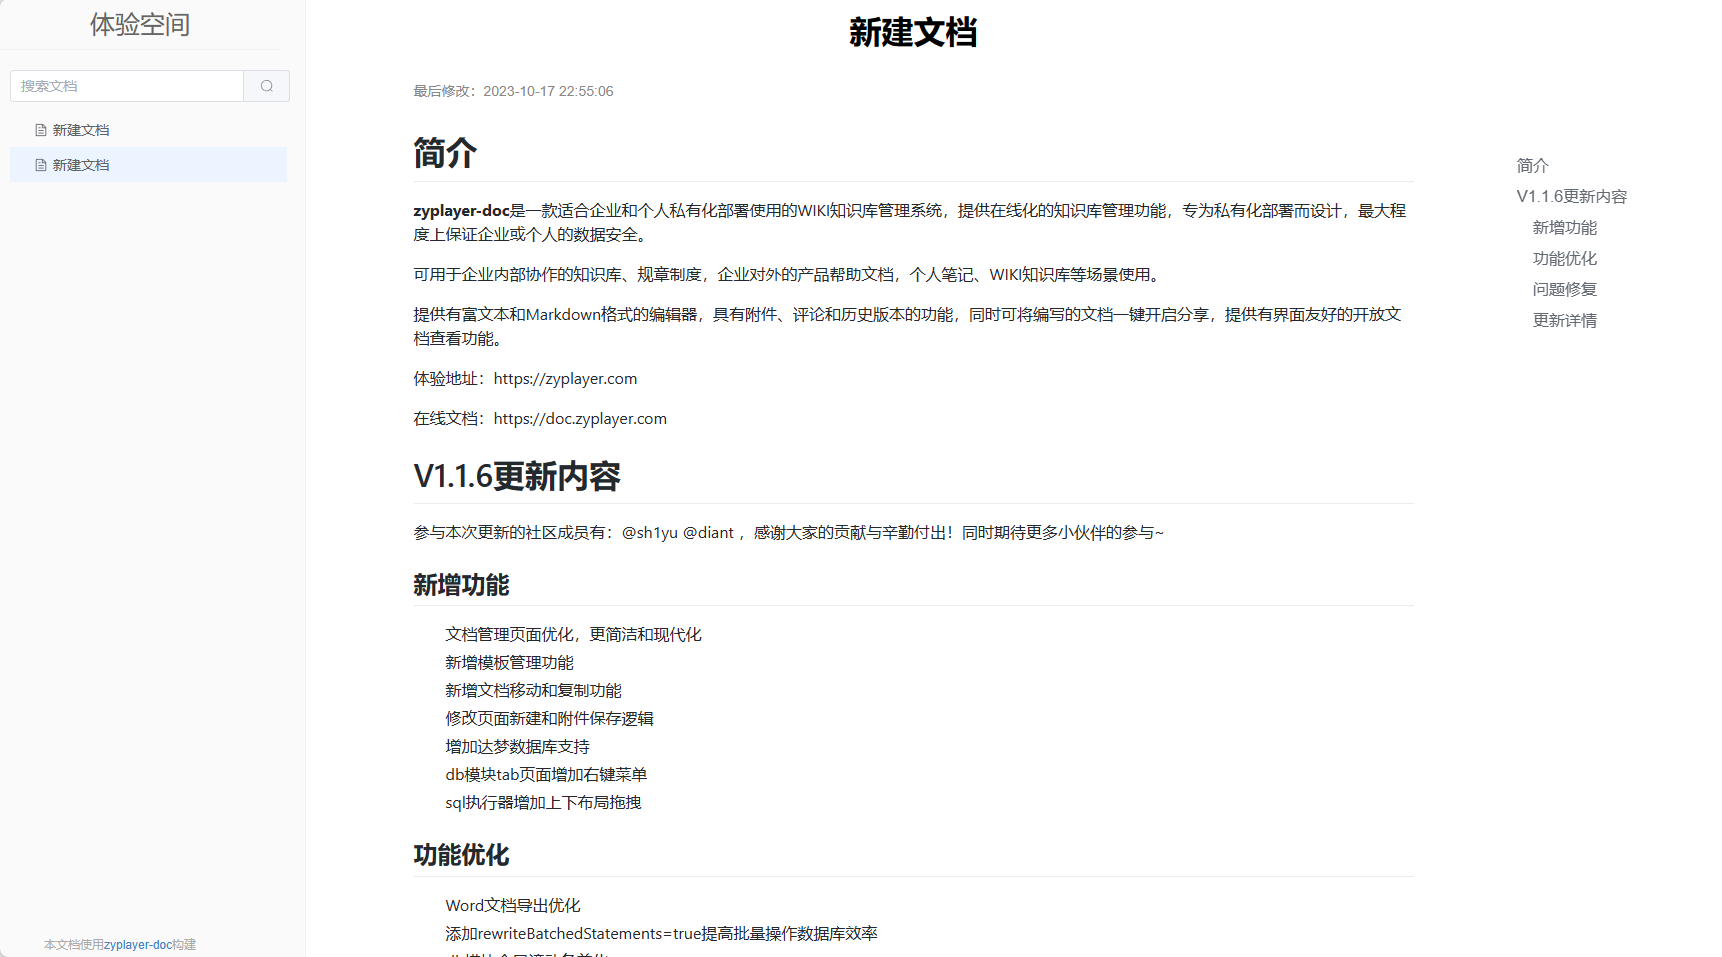 体验空间
搜索文档
新建文档
新建文档
本文档使用zyplayer-doc构建
新建文档
最后修改：2023-10-17 22:55:06
简介
zyplayer-doc是一款适合企业和个人私有化部署使用的WIKI知识库管理系统，提供在线化的知识库管理功能，专为私有化部署而设计，最大程
度上保证企业或个人的数据安全。
可用于企业内部协作的知识库、规章制度，企业对外的产品帮助文档，个人笔记、WIKI知识库等场景使用。
提供有富文本和Markdown格式的编辑器，具有附件、评论和历史版本的功能，同时可将编写的文档一键开启分享，提供有界面友好的开放文
档查看功能。
体验地址：https://zyplayer.com
在线文档：https://doc.zyplayer.com
V1.1.6更新内容
参与本次更新的社区成员有：@sh1yu @diant ，感谢大家的贡献与辛勤付出！同时期待更多小伙伴的参与~
新增功能
文档管理页面优化，更简洁和现代化
新增模板管理功能
新增文档移动和复制功能
修改页面新建和附件保存逻辑
增加达梦数据库支持
db模块tab页面增加右键菜单
sql执行器增加上下布局拖拽
功能优化
Word文档导出优化
添加rewriteBatchedStatements=true提高批量操作数据库效率
简介
V1.1.6更新内容
新增功能
功能优化
问题修复
更新详情